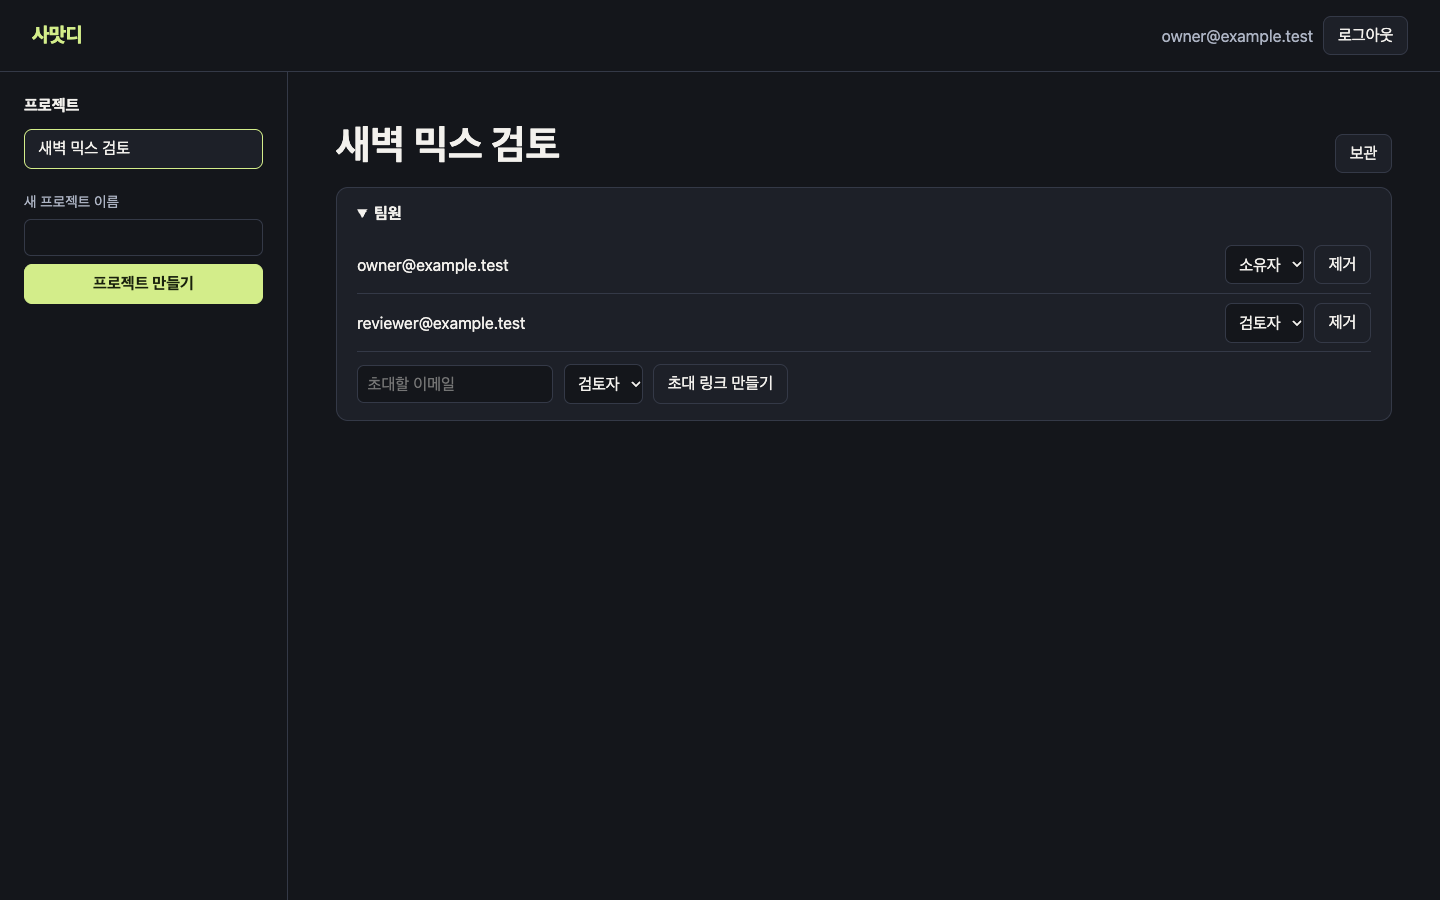 사맛디
owner@example.test 로그아웃
프로젝트
새벽 믹스 검토
새 프로젝트 이름
프로젝트 만들기
새벽 믹스 검토
보관
▼ 팀원
owner@example.test 소유자 제거
reviewer@example.test 검토자 제거
초대할 이메일 검토자 초대 링크 만들기